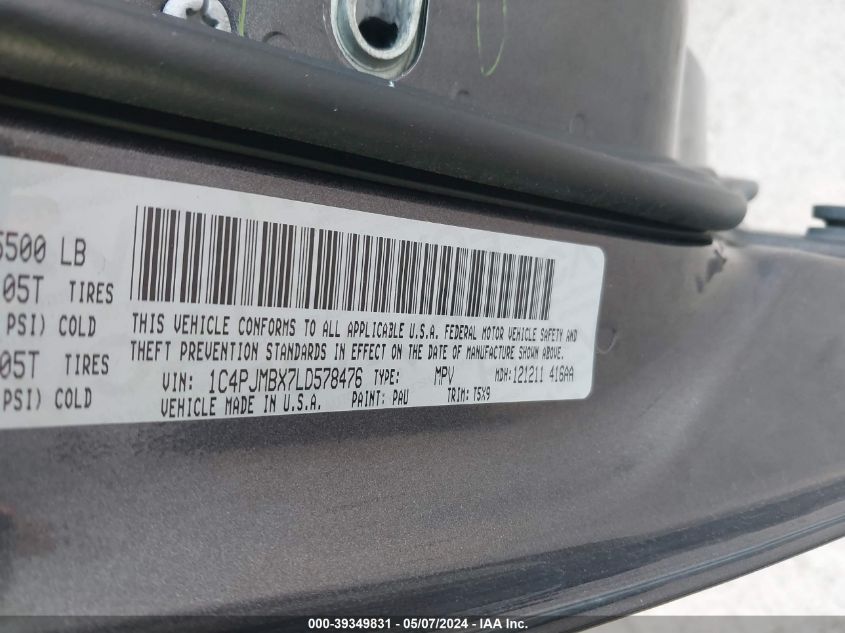 5500 LB
05T TIRES
PSI) COLD
05T TIRES
PSI) COLD
THIS VEHICLE CONFORMS TO ALL APPLICABLE U.S.A. FEDERAL MOTOR VEHICLE SAFETY AND
THEFT PREVENTION STANDARDS IN EFFECT ON THE DATE OF MANUFACTURE SHOWN ABOVE.
VIN: 1C4PJMBX7LD578476 TYPE: MPV MDH: 121211 416AA
VEHICLE MADE IN U.S.A. PAINT: PAU TRIM: T5X9
000-39349831 - 05/07/2024 - IAA Inc.